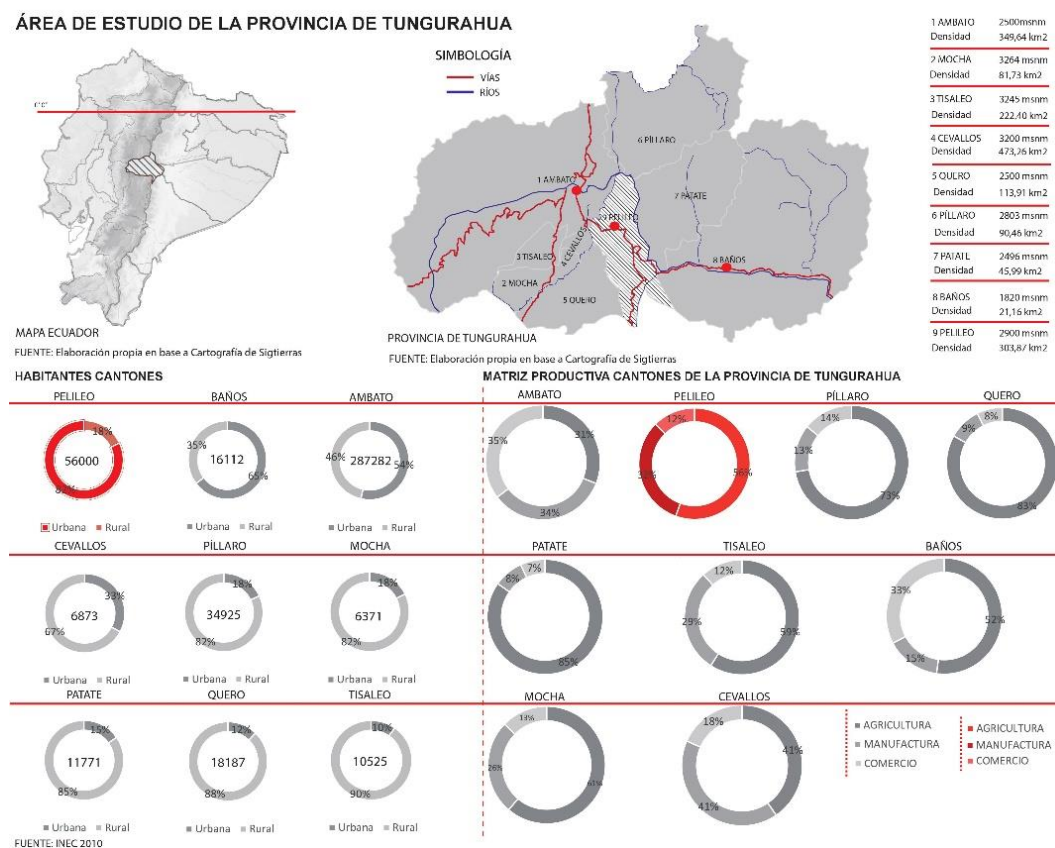 ÁREA DE ESTUDIO DE LA PROVINCIA DE TUNGURAHUA
SIMBOLOGÍA
VÍAS
RÍOS
6 PÍLLARO
1 AMBATO
7 PATATE
PELILEO
4 CEVALLOS
3 TISALEO
8 BAÑOS
2 MOCHA
5 QUERO
MAPA ECUADOR
FUENTE: Elaboración propia en base a Cartografía de Sigtierras
PROVINCIA DE TUNGURAHUA
FUENTE: Elaboración propia en base a Cartografía de Sigtierras
1 AMBATO 2500msnm
Densidad 349,64 km2
2 MOCHA 3264 msnm
Densidad 81,73 km2
3 TISALEO 3245 msnm
Densidad 222,40 km2
4 CEVALLOS 3200 msnm
Densidad 473,26 km2
5 QUERO 2500 msnm
Densidad 113,91 km2
6 PÍLLARO 2803 msnm
Densidad 90,46 km2
7 PATATE 2496 msnm
Densidad 45,99 km2
8 BAÑOS 1820 msnm
Densidad 21,16 km2
9 PELILEO 2900 msnm
Densidad 303,87 km2
HABITANTES CANTONES
PELILEO BAÑOS AMBATO
18%
56000
82%
35%
16112
65%
46%
287282
54%
Urbana Rural
Urbana Rural
Urbana Rural
CEVALLOS PÍLLARO MOCHA
33%
6873
67%
18%
34925
82%
18%
6371
82%
Urbana Rural
Urbana Rural
Urbana Rural
PATATE QUERO TISALEO
15%
11771
85%
12%
18187
88%
10%
10525
90%
Urbana Rural
Urbana Rural
Urbana Rural
FUENTE: INEC 2010
MATRIZ PRODUCTIVA CANTONES DE LA PROVINCIA DE TUNGURAHUA
AMBATO PELILEO PÍLLARO QUERO
35%
31%
34%
12%
56%
14%
13%
73%
8%
9%
83%
PATATE TISALEO BAÑOS
7%
8%
85%
12%
29%
59%
33%
52%
15%
MOCHA CEVALLOS
13%
26%
61%
18%
41%
41%
AGRICULTURA
MANUFACTURA
COMERCIO
AGRICULTURA
MANUFACTURA
COMERCIO